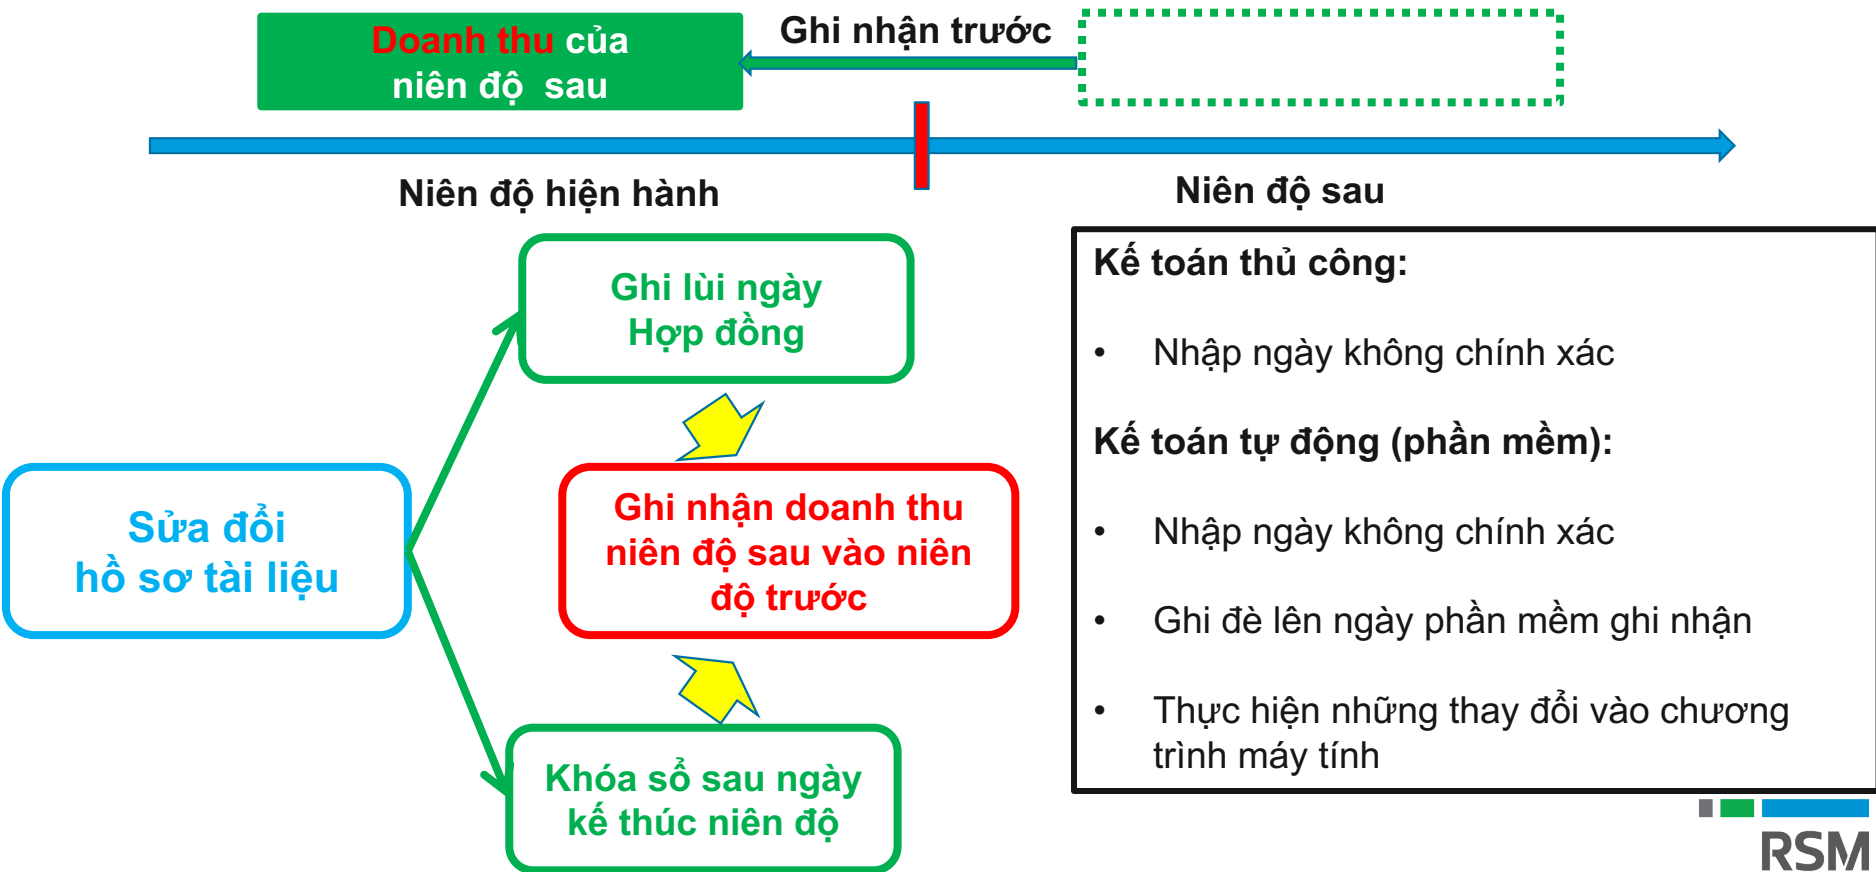 Doanh thu của
niên độ sau
Ghi nhận trước
Niên độ hiện hành
Niên độ sau
Ghi lùi ngày
Hợp đồng
Sửa đổi
hồ sơ tài liệu
Ghi nhận doanh thu
niên độ sau vào niên
độ trước
Khóa sổ sau ngày
kế thúc niên độ
Kế toán thủ công:
• Nhập ngày không chính xác
Kế toán tự động (phần mềm):
• Nhập ngày không chính xác
• Ghi đè lên ngày phần mềm ghi nhận
• Thực hiện những thay đổi vào chương
trình máy tính
RSM